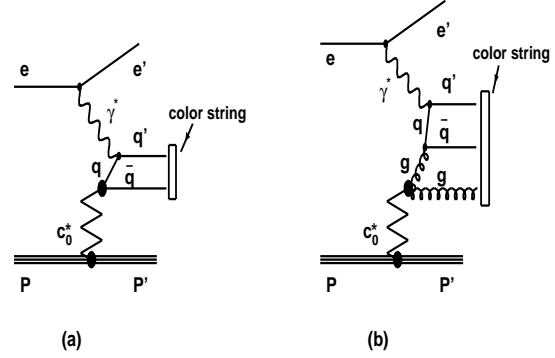 e
e'
γ*
color string
q'
q
q̄
c₀*
P
P'
(a)
e
e'
γ*
color string
q'
q
q̄
g
g
c₀*
P
P'
(b)